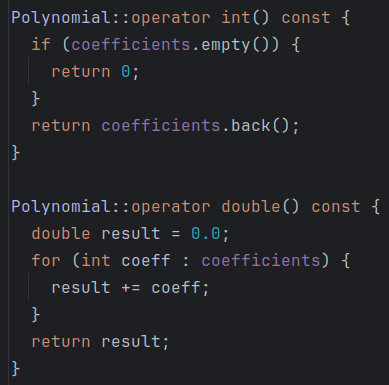 Polynomial::operator int() const {
  if (coefficients.empty()) {
    return 0;
  }
  return coefficients.back();
}

Polynomial::operator double() const {
  double result = 0.0;
  for (int coeff : coefficients) {
    result += coeff;
  }
  return result;
}